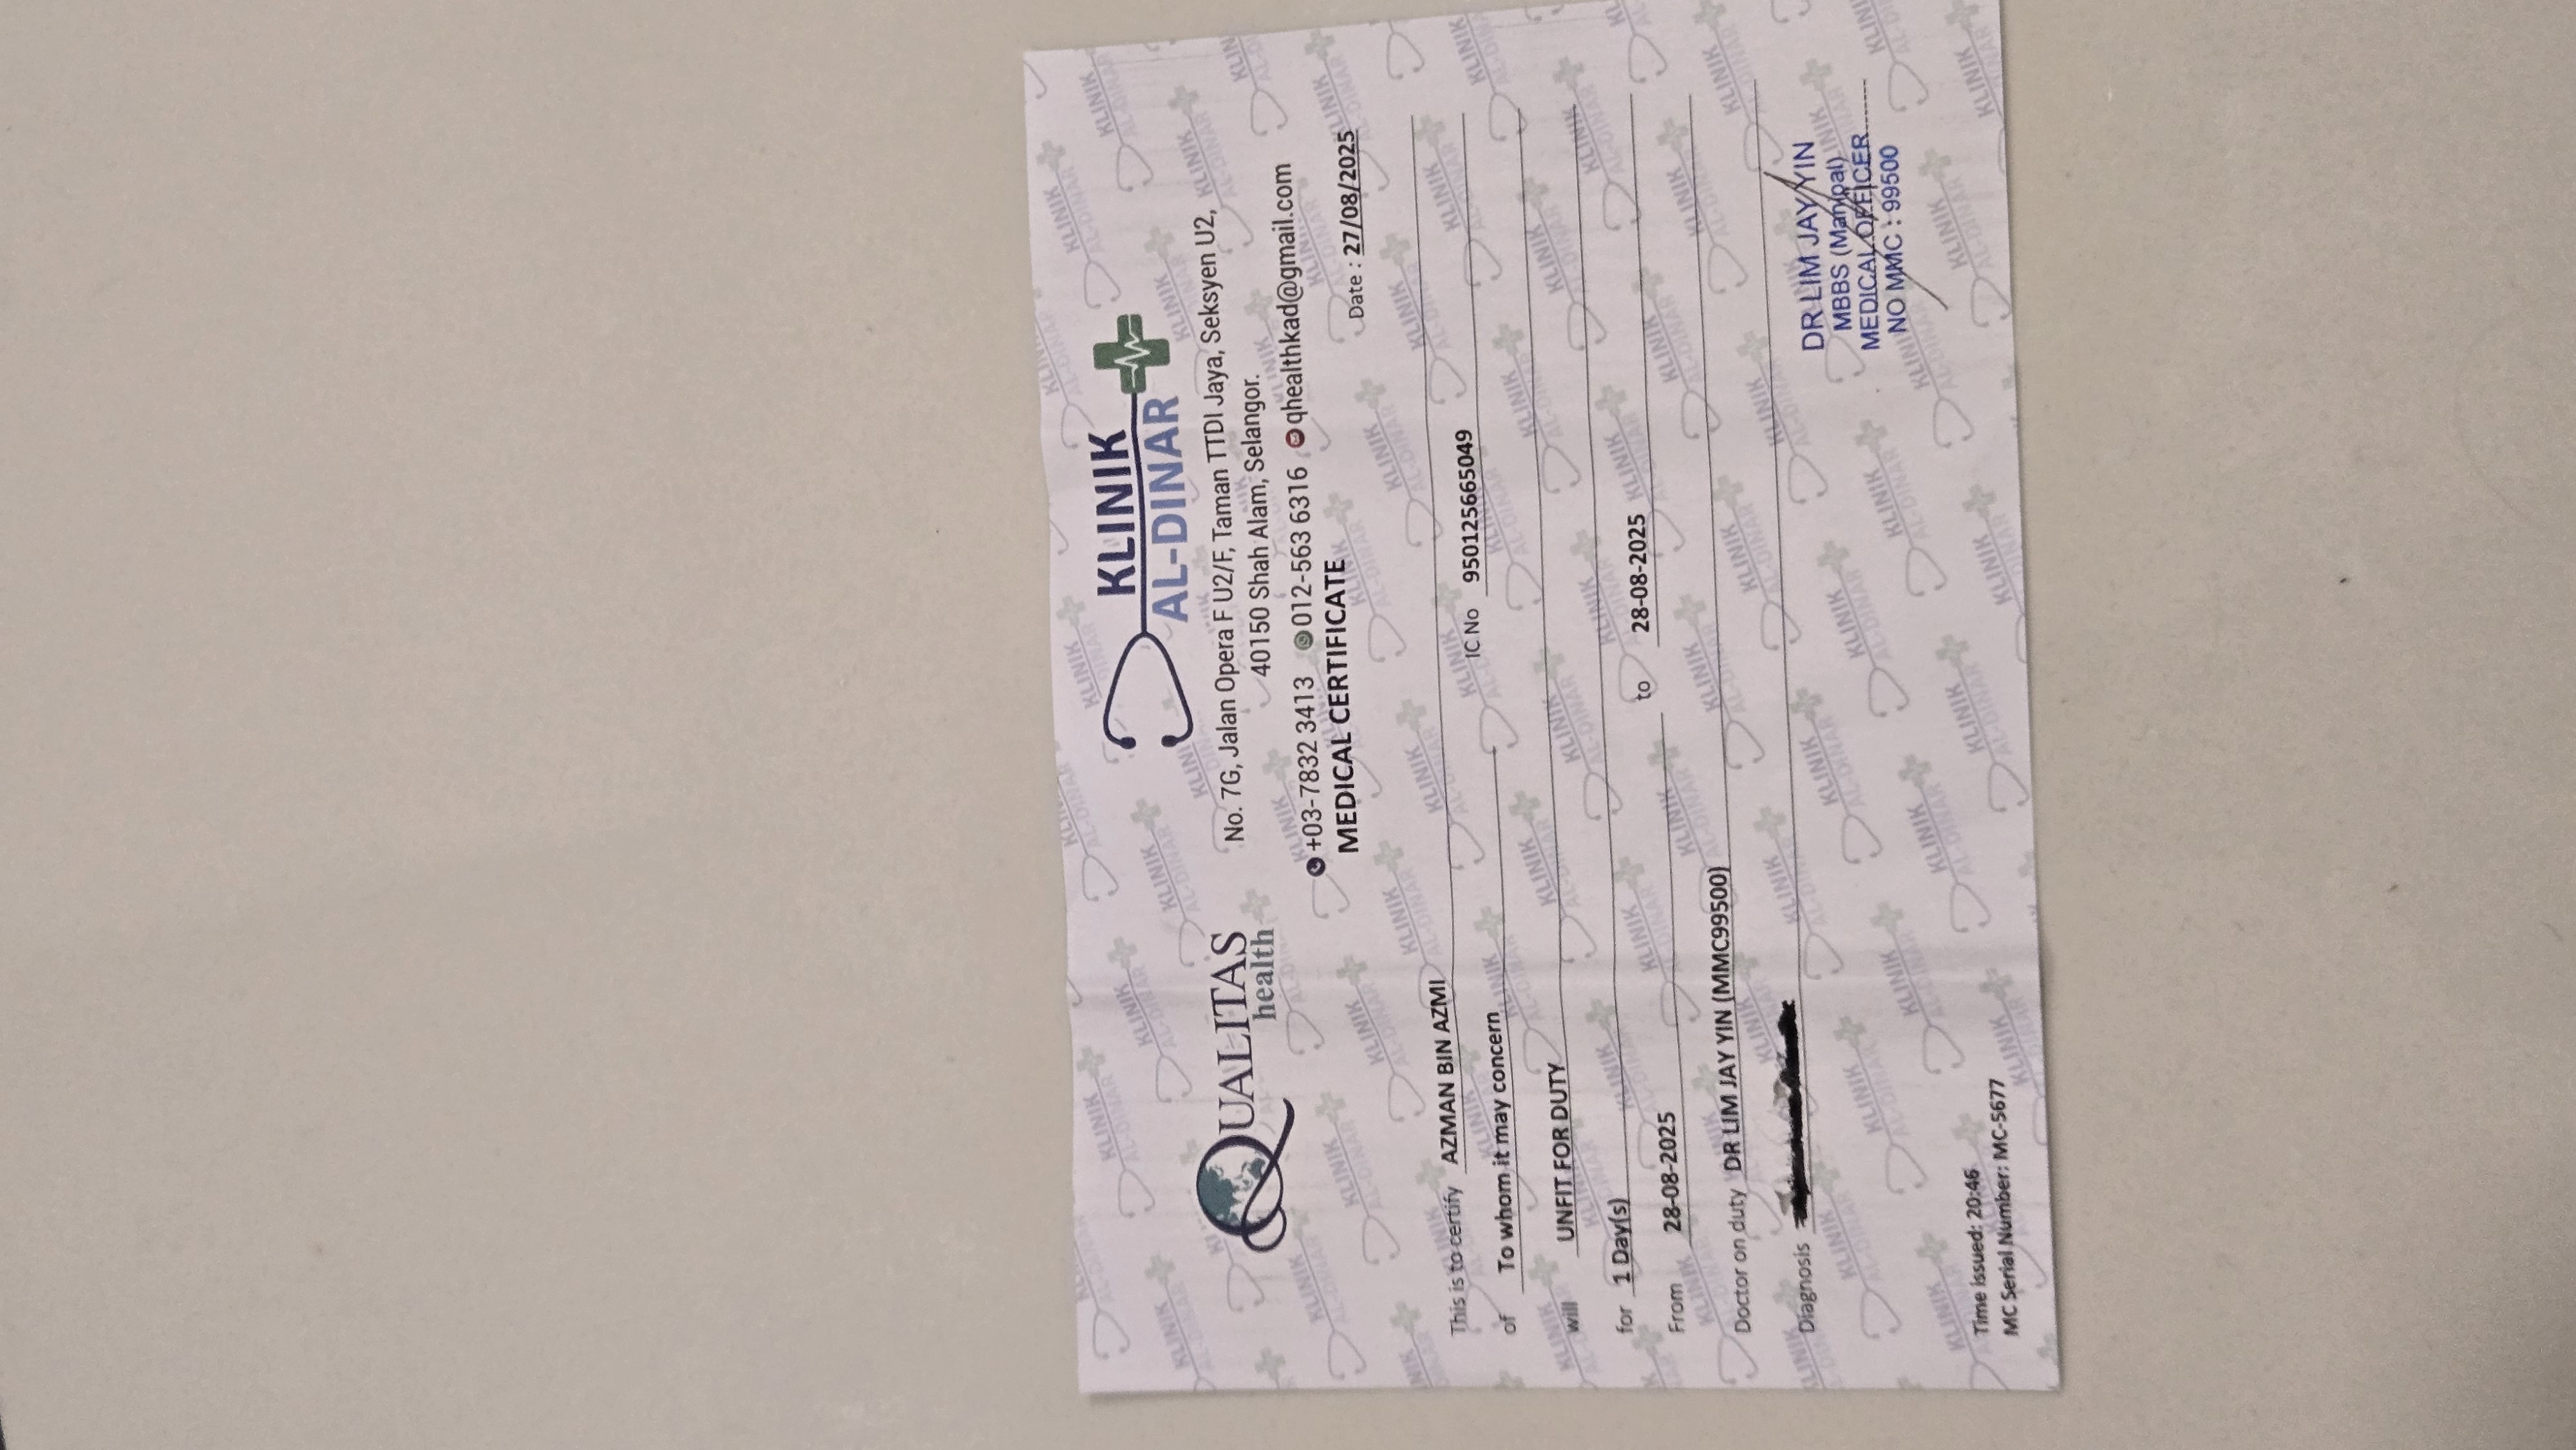 QUALITAS
health
KLINIK
AL-DINAR
No. 7G, Jalan Opera F U2/F, Taman TTDI Jaya, Seksyen U2,
40150 Shah Alam, Selangor.
+03-7832 3413 012-563 6316 qhealthkad@gmail.com
MEDICAL CERTIFICATE
Date : 27/08/2025
This is to certify AZMAN BIN AZMI
of To whom it may concern IC.No 950125665049
will UNFIT FOR DUTY
for 1 Day(s)
From 28-08-2025 to 28-08-2025
Doctor on duty DR LIM JAY YIN (MMC99500)
Diagnosis
DR LIM JAY YIN
MBBS (Manipal)
MEDICAL OFFICER
NO MMC : 99500
Time issued: 20:46
MC Serial Number: MC-5677